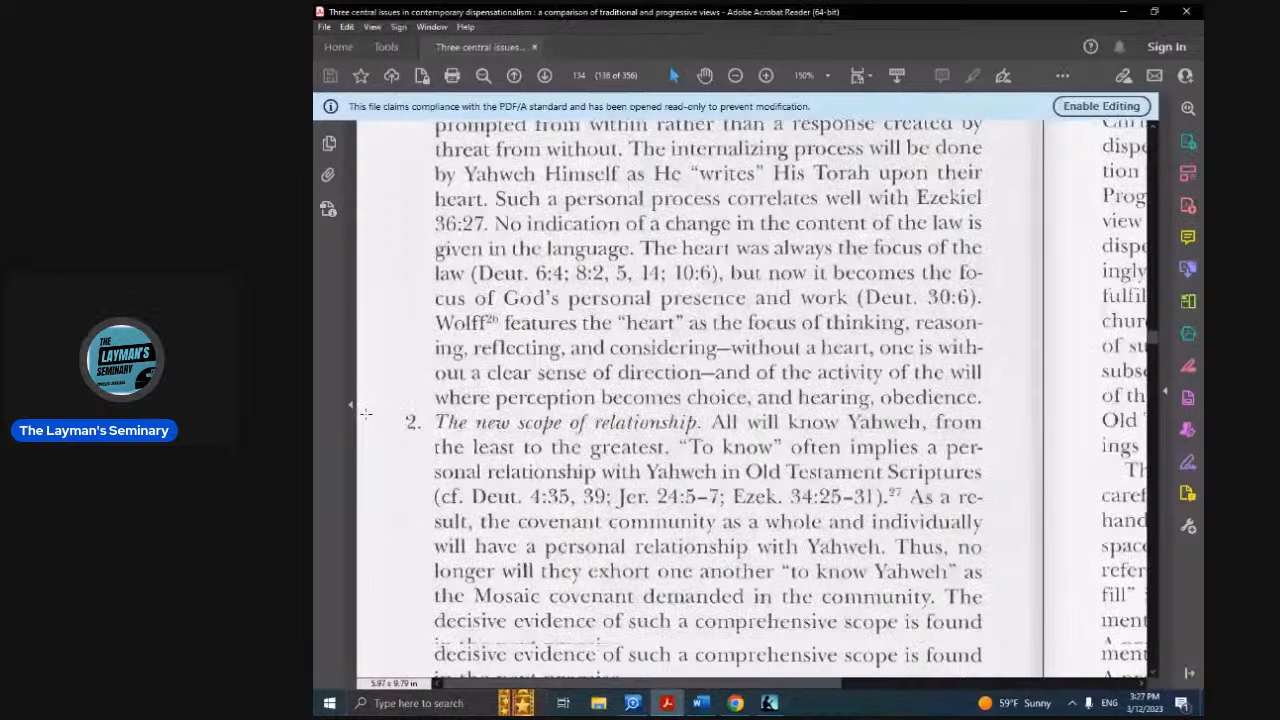 Three central issues in contemporary dispensationalism : a comparison of traditional and progressive views - Adobe Acrobat Reader (64-bit)
File Edit View Sign Window Help
Home Tools Three central issues... × Sign In
134 (136 of 356) 150%
This file claims compliance with the PDF/A standard and has been opened read-only to prevent modification. Enable Editing
prompted from within rather than a response created by
threat from without. The internalizing process will be done
by Yahweh Himself as He “writes” His Torah upon their
heart. Such a personal process correlates well with Ezekiel
36:27. No indication of a change in the content of the law is
given in the language. The heart was always the focus of the
law (Deut. 6:4; 8:2, 5, 14; 10:6), but now it becomes the fo-
cus of God’s personal presence and work (Deut. 30:6).
Wolff26 features the “heart” as the focus of thinking, reason-
ing, reflecting, and considering—without a heart, one is with-
out a clear sense of direction—and of the activity of the will
where perception becomes choice, and hearing, obedience.
2. The new scope of relationship. All will know Yahweh, from
the least to the greatest. “To know” often implies a per-
sonal relationship with Yahweh in Old Testament Scriptures
(cf. Deut. 4:35, 39; Jer. 24:5–7; Ezek. 34:25–31).27 As a re-
sult, the covenant community as a whole and individually
will have a personal relationship with Yahweh. Thus, no
longer will they exhort one another “to know Yahweh” as
the Mosaic covenant demanded in the community. The
decisive evidence of such a comprehensive scope is found
decisive evidence of such a comprehensive scope is found
dispe
tion
Prog
view
dispe
ingly
fulfil
churc
of su
subse
of th
Old
ings
Th
caref
hand
space
refer
fill”
ment
ment
5.97 x 9.79 in
THE
LAYMAN'S
SEMINARY
The Layman's Seminary
Type here to search
59°F Sunny
ENG
3:27 PM
3/12/2023